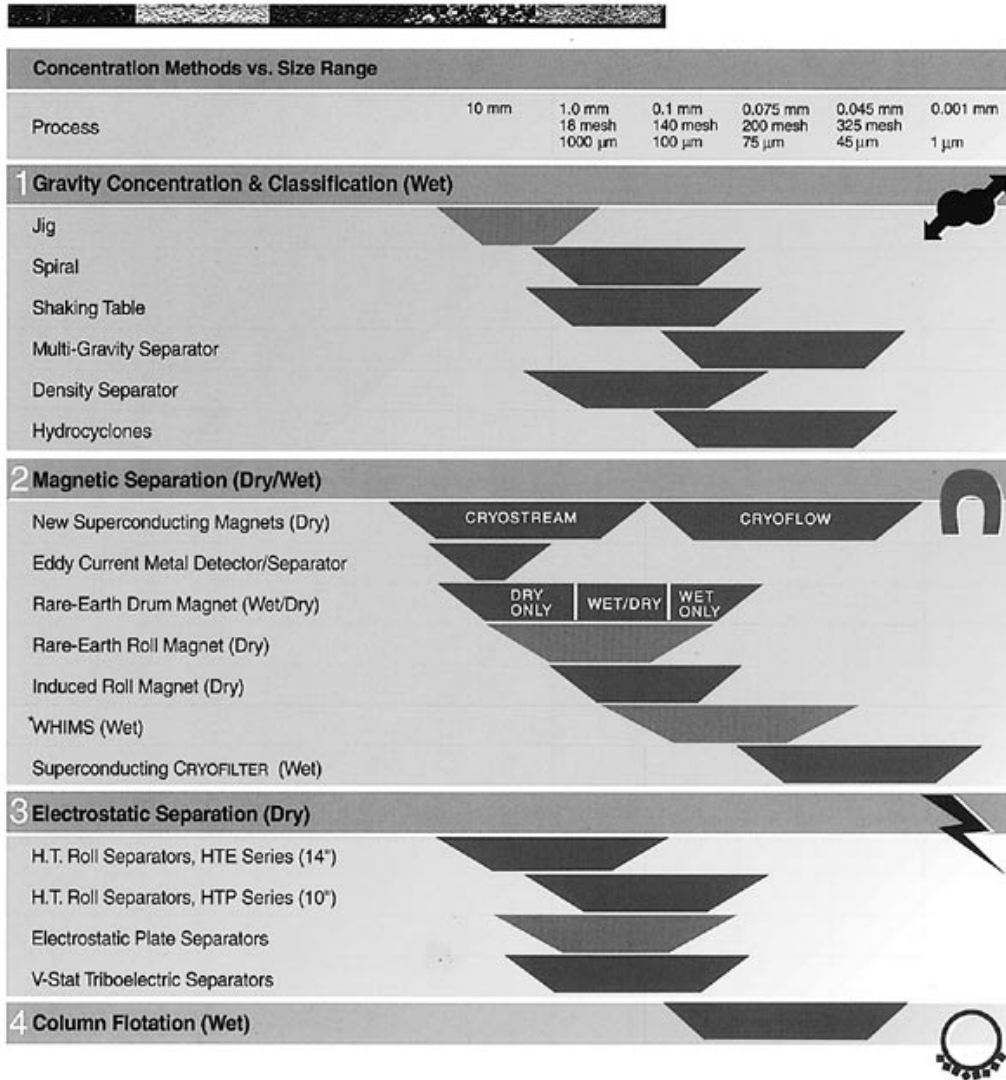 Concentration Methods vs. Size Range
Process
10 mm 1.0 mm 0.1 mm 0.075 mm 0.045 mm 0.001 mm
18 mesh 140 mesh 200 mesh 325 mesh
1000 µm 100 µm 75 µm 45 µm 1 µm
1 Gravity Concentration & Classification (Wet)
Jig
Spiral
Shaking Table
Multi-Gravity Separator
Density Separator
Hydrocyclones
2 Magnetic Separation (Dry/Wet)
New Superconducting Magnets (Dry) CRYOSTREAM CRYOFLOW
Eddy Current Metal Detector/Separator
Rare-Earth Drum Magnet (Wet/Dry) DRY ONLY WET/DRY WET ONLY
Rare-Earth Roll Magnet (Dry)
Induced Roll Magnet (Dry)
*WHIMS (Wet)
Superconducting CRYOFILTER (Wet)
3 Electrostatic Separation (Dry)
H.T. Roll Separators, HTE Series (14")
H.T. Roll Separators, HTP Series (10")
Electrostatic Plate Separators
V-Stat Triboelectric Separators
4 Column Flotation (Wet)